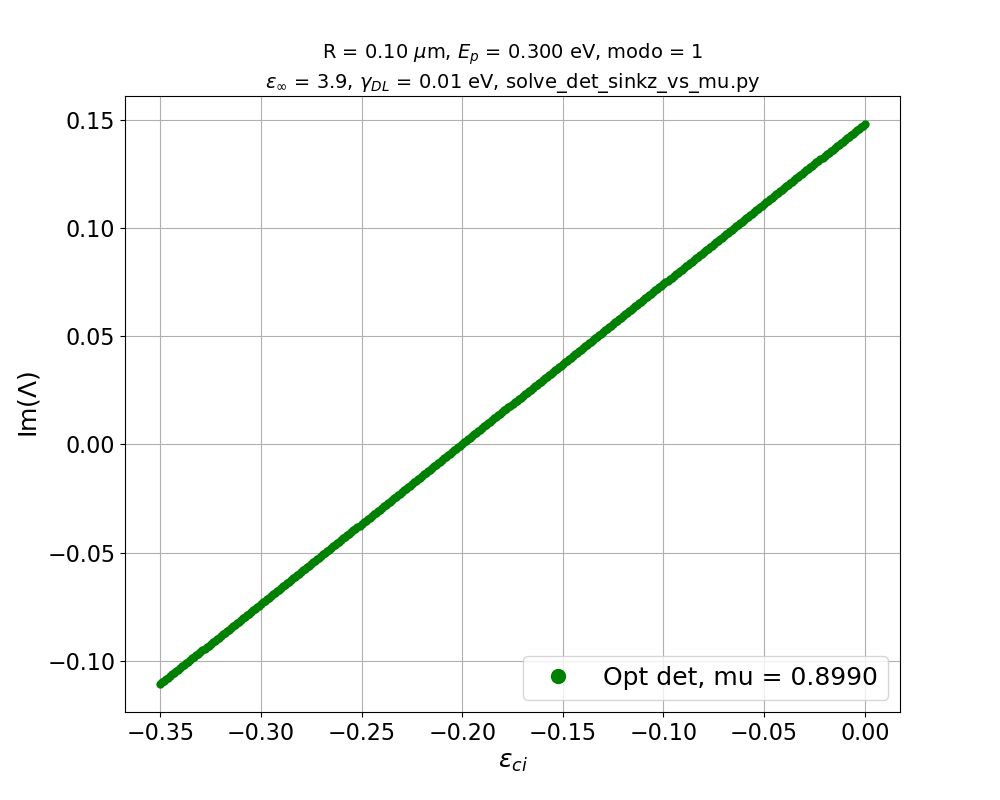 R = 0.10 μm, E_p = 0.300 eV, modo = 1
ε_∞ = 3.9, γ_DL = 0.01 eV, solve_det_sinkz_vs_mu.py
0.15
0.10
0.05
0.00
−0.05
−0.10
Im(Λ)
Opt det, mu = 0.8990
−0.35 −0.30 −0.25 −0.20 −0.15 −0.10 −0.05 0.00
ε_ci